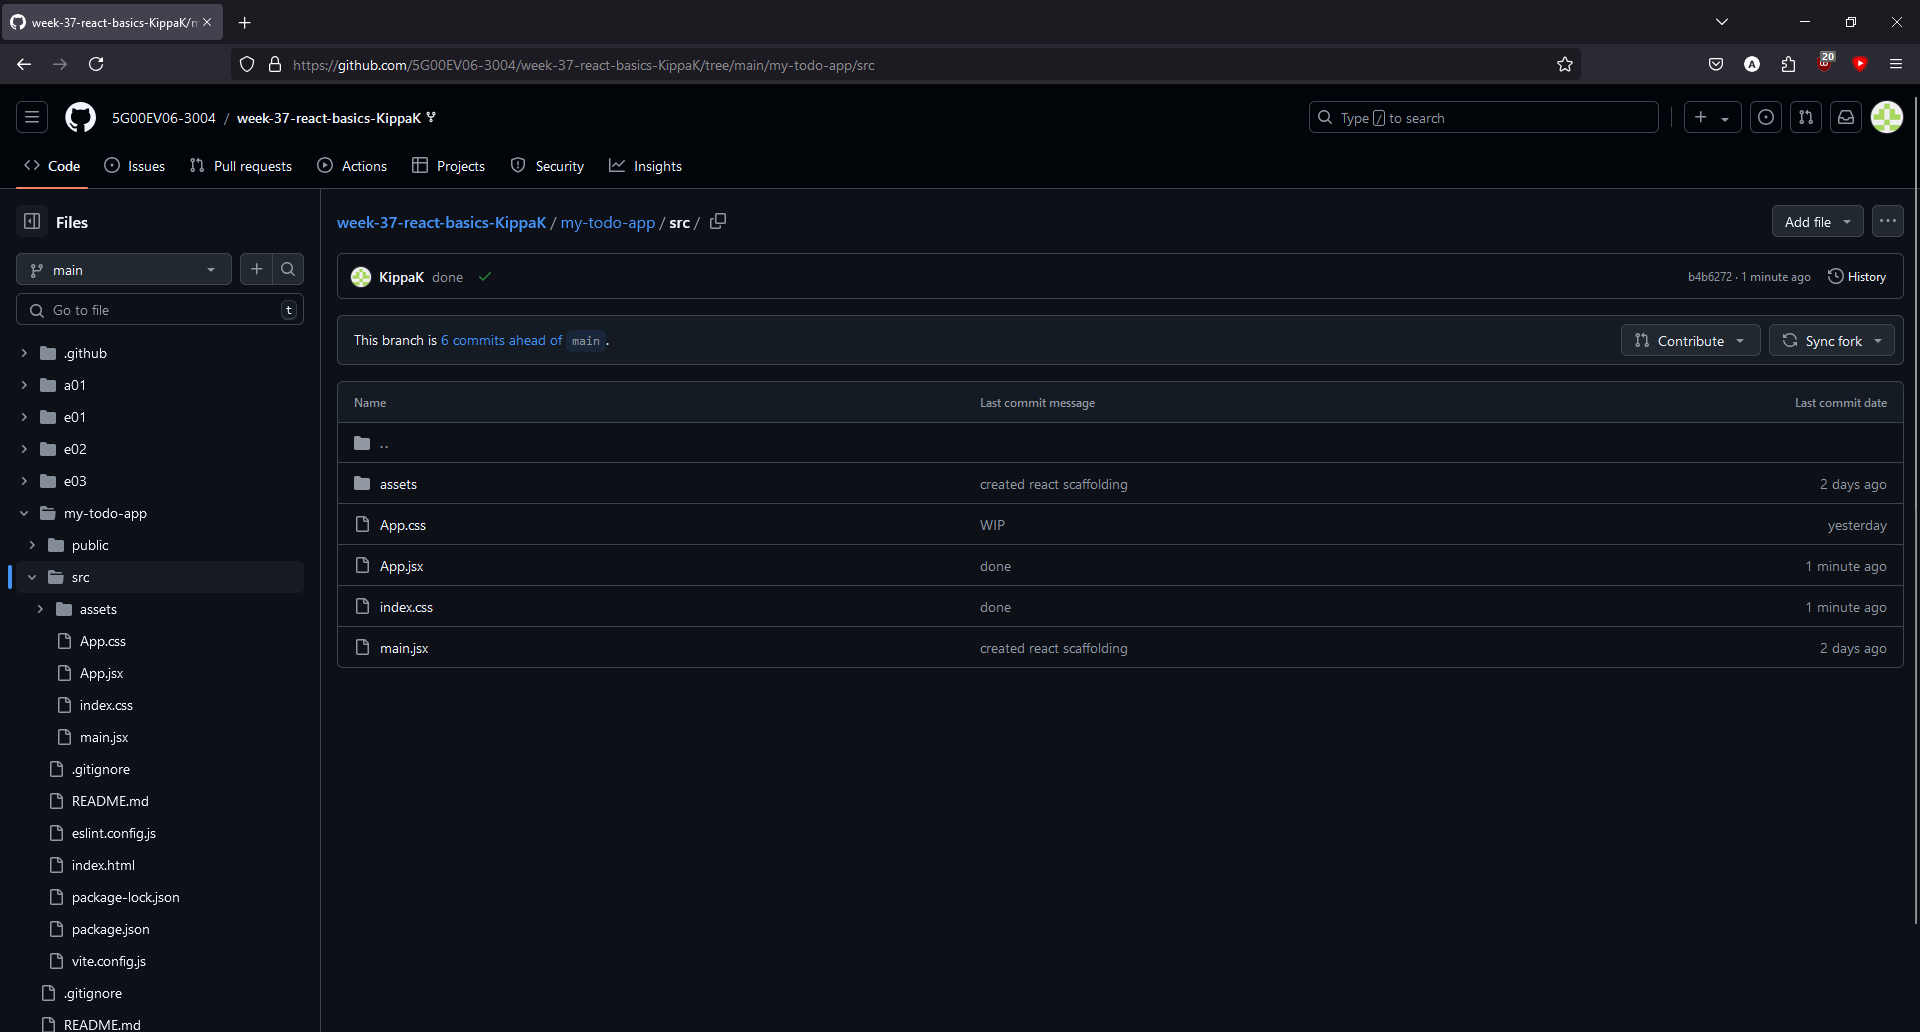 week-37-react-basics-KippaK/m
https://github.com/5G00EV06-3004/week-37-react-basics-KippaK/tree/main/my-todo-app/src
A
20
5G00EV06-3004 / week-37-react-basics-KippaK
Type / to search
Code
Issues
Pull requests
Actions
Projects
Security
Insights
Files
main
Go to file
t
.github
a01
e01
e02
e03
my-todo-app
public
src
assets
App.css
App.jsx
index.css
main.jsx
.gitignore
README.md
eslint.config.js
index.html
package-lock.json
package.json
vite.config.js
.gitignore
README.md
week-37-react-basics-KippaK / my-todo-app / src /
Add file
KippaK done
b4b6272 · 1 minute ago
History
This branch is 6 commits ahead of main .
Contribute
Sync fork
Name Last commit message Last commit date
..
assets created react scaffolding 2 days ago
App.css WIP yesterday
App.jsx done 1 minute ago
index.css done 1 minute ago
main.jsx created react scaffolding 2 days ago